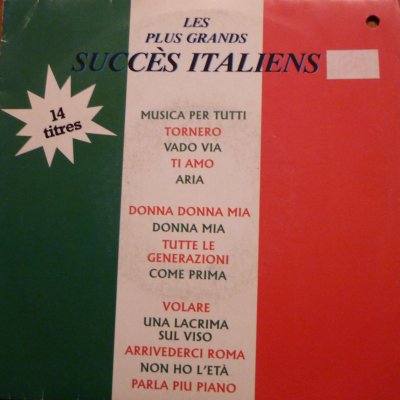 LES
PLUS GRANDS
SUCCÈS ITALIENS
14
titres
MUSICA PER TUTTI
TORNERO
VADO VIA
TI AMO
ARIA
DONNA DONNA MIA
DONNA MIA
TUTTE LE
GENERAZIONI
COME PRIMA
VOLARE
UNA LACRIMA
SUL VISO
ARRIVEDERCI ROMA
NON HO L'ETÀ
PARLA PIU PIANO